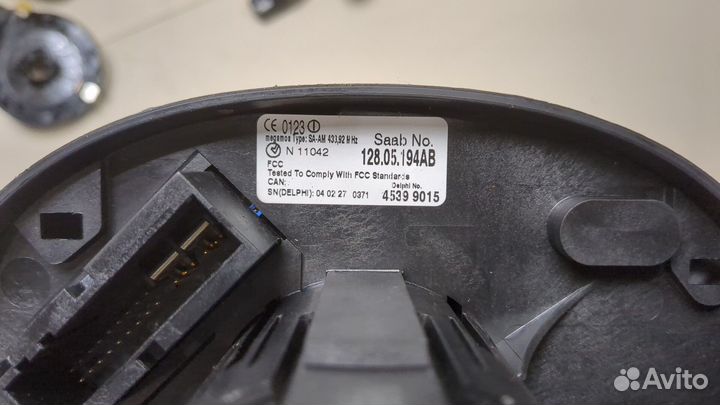 CE 0123
megamos Type: SA-AM 433,92 MHz
Saab No.
N 11042
128.05.194AB
FCC
Tested To Comply With FCC Standards
CAN:
Delphi No.
SN(DELPHI): 04 02 27 0371
4539 9015
Avito